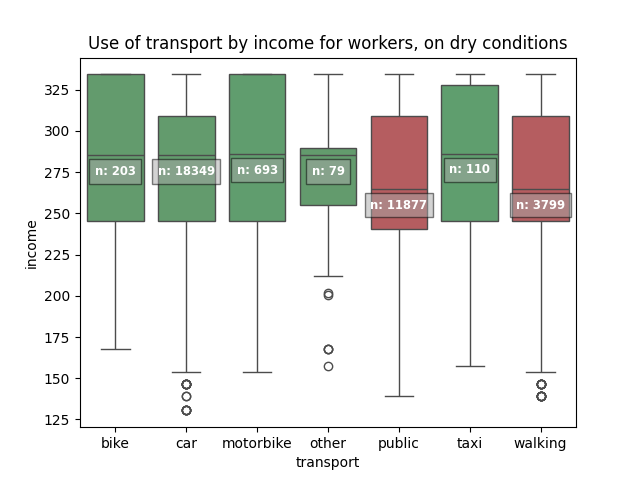 Use of transport by income for workers, on dry conditions
325
300
275
250
225
200
175
150
125
income
n: 203
n: 18349
n: 693
n: 79
n: 11877
n: 110
n: 3799
bike
car
motorbike
other
public
taxi
walking
transport